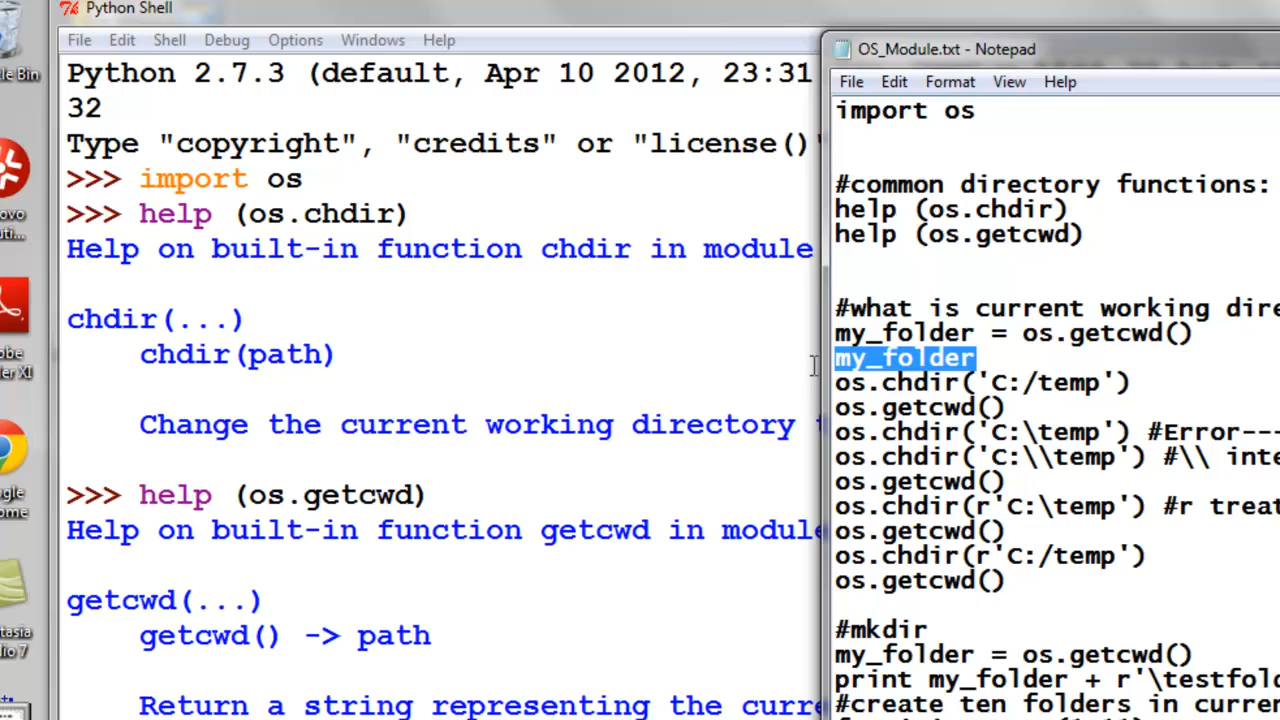 Python Shell
File Edit Shell Debug Options Windows Help
Python 2.7.3 (default, Apr 10 2012, 23:31
32
Type "copyright", "credits" or "license()"
>>> import os
>>> help (os.chdir)
Help on built-in function chdir in module
chdir(...)
chdir(path)
Change the current working directory
>>> help (os.getcwd)
Help on built-in function getcwd in module
getcwd(...)
getcwd() -> path
Return a string representing the curre
OS_Module.txt - Notepad
File Edit Format View Help
import os
#common directory functions:
help (os.chdir)
help (os.getcwd)
#what is current working dire
my_folder = os.getcwd()
my_folder
os.chdir('C:/temp')
os.getcwd()
os.chdir('C:\temp') #Error---
os.chdir('C:\\temp') #\\ inte
os.getcwd()
os.chdir(r'C:\temp') #r treat
os.getcwd()
os.chdir(r'C:/temp')
os.getcwd()
#mkdir
my_folder = os.getcwd()
print my_folder + r'\testfold
#create ten folders in current
Bin